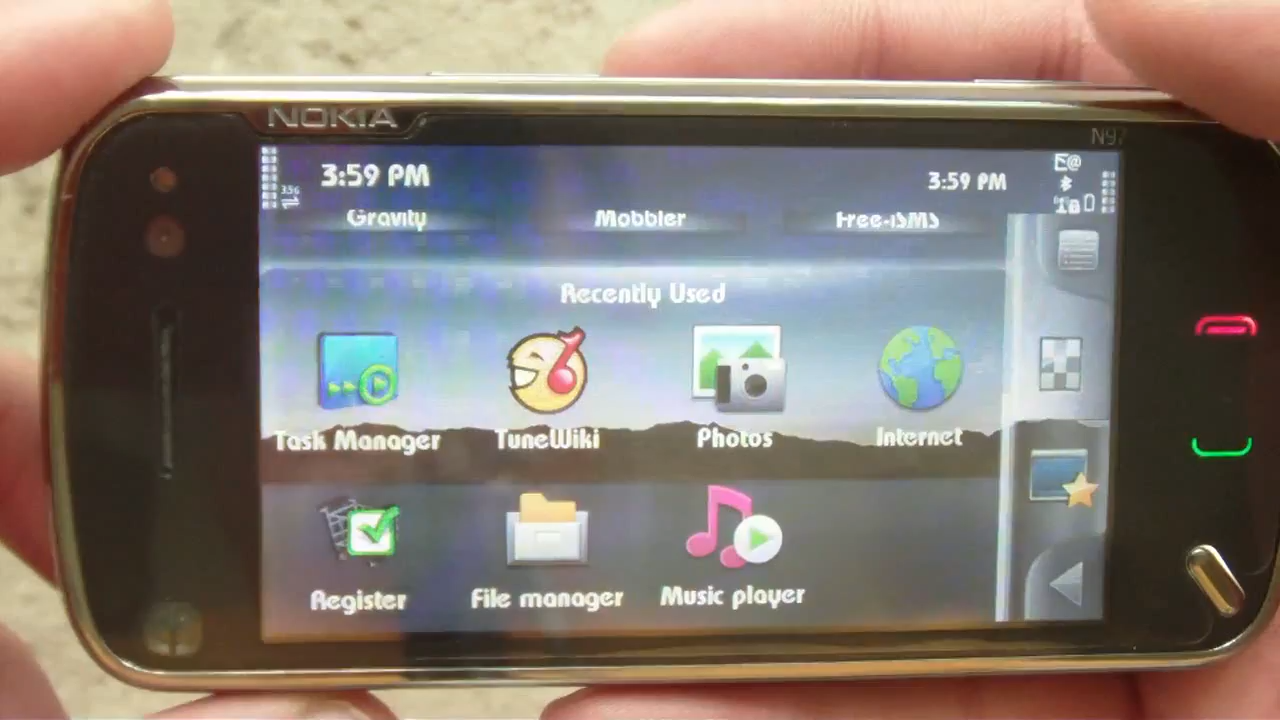 NOKIA
N97
3:59 PM
3:59 PM
Gravity Mobbler Free-iSMS
Recently Used
Task Manager TuneWiki Photos Internet
Register File manager Music player